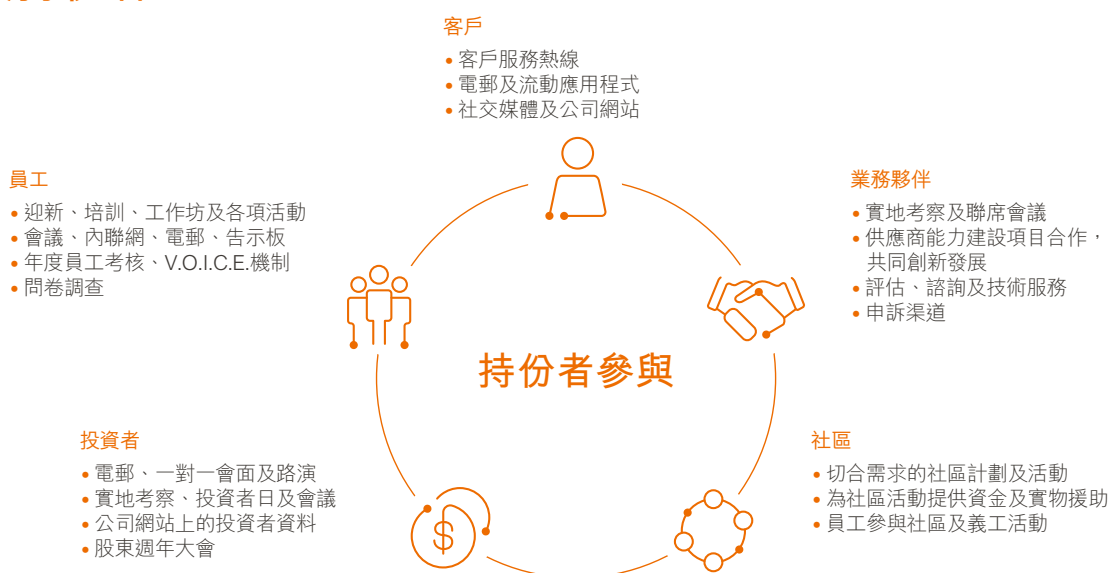 客戶
• 客戶服務熱線
• 電郵及流動應用程式
• 社交媒體及公司網站
員工
• 迎新、培訓、工作坊及各項活動
• 會議、內聯網、電郵、告示板
• 年度員工考核、V.O.I.C.E.機制
• 問卷調查
業務夥伴
• 實地考察及聯席會議
• 供應商能力建設項目合作，
共同創新發展
• 評估、諮詢及技術服務
• 申訴渠道
持份者參與
投資者
• 電郵、一對一會面及路演
• 實地考察、投資者日及會議
• 公司網站上的投資者資料
• 股東週年大會
$
社區
• 切合需求的社區計劃及活動
• 為社區活動提供資金及實物援助
• 員工參與社區及義工活動